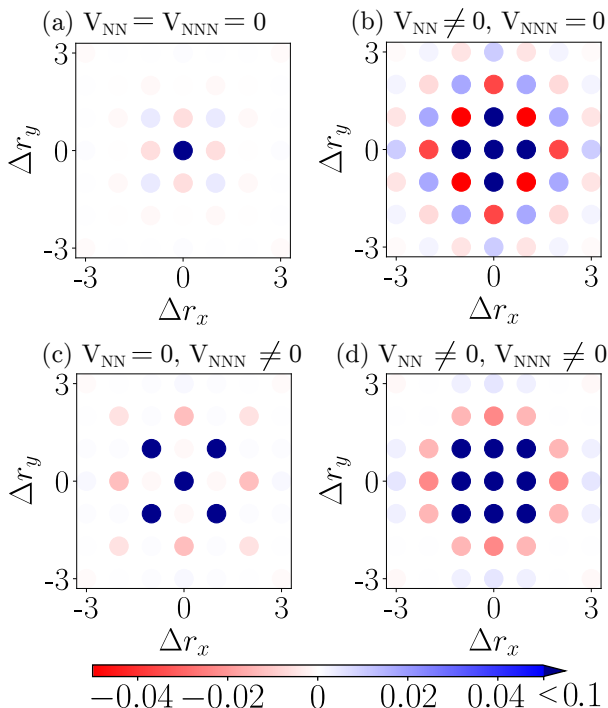 (a) V_NN = V_NNN = 0
(b) V_NN ≠ 0, V_NNN = 0
3
0
-3
Δr_y
-3 0 3
Δr_x
3
0
-3
Δr_y
-3 0 3
Δr_x
(c) V_NN = 0, V_NNN ≠ 0
(d) V_NN ≠ 0, V_NNN ≠ 0
3
0
-3
Δr_y
-3 0 3
Δr_x
3
0
-3
Δr_y
-3 0 3
Δr_x
−0.04 −0.02 0 0.02 0.04 <0.1